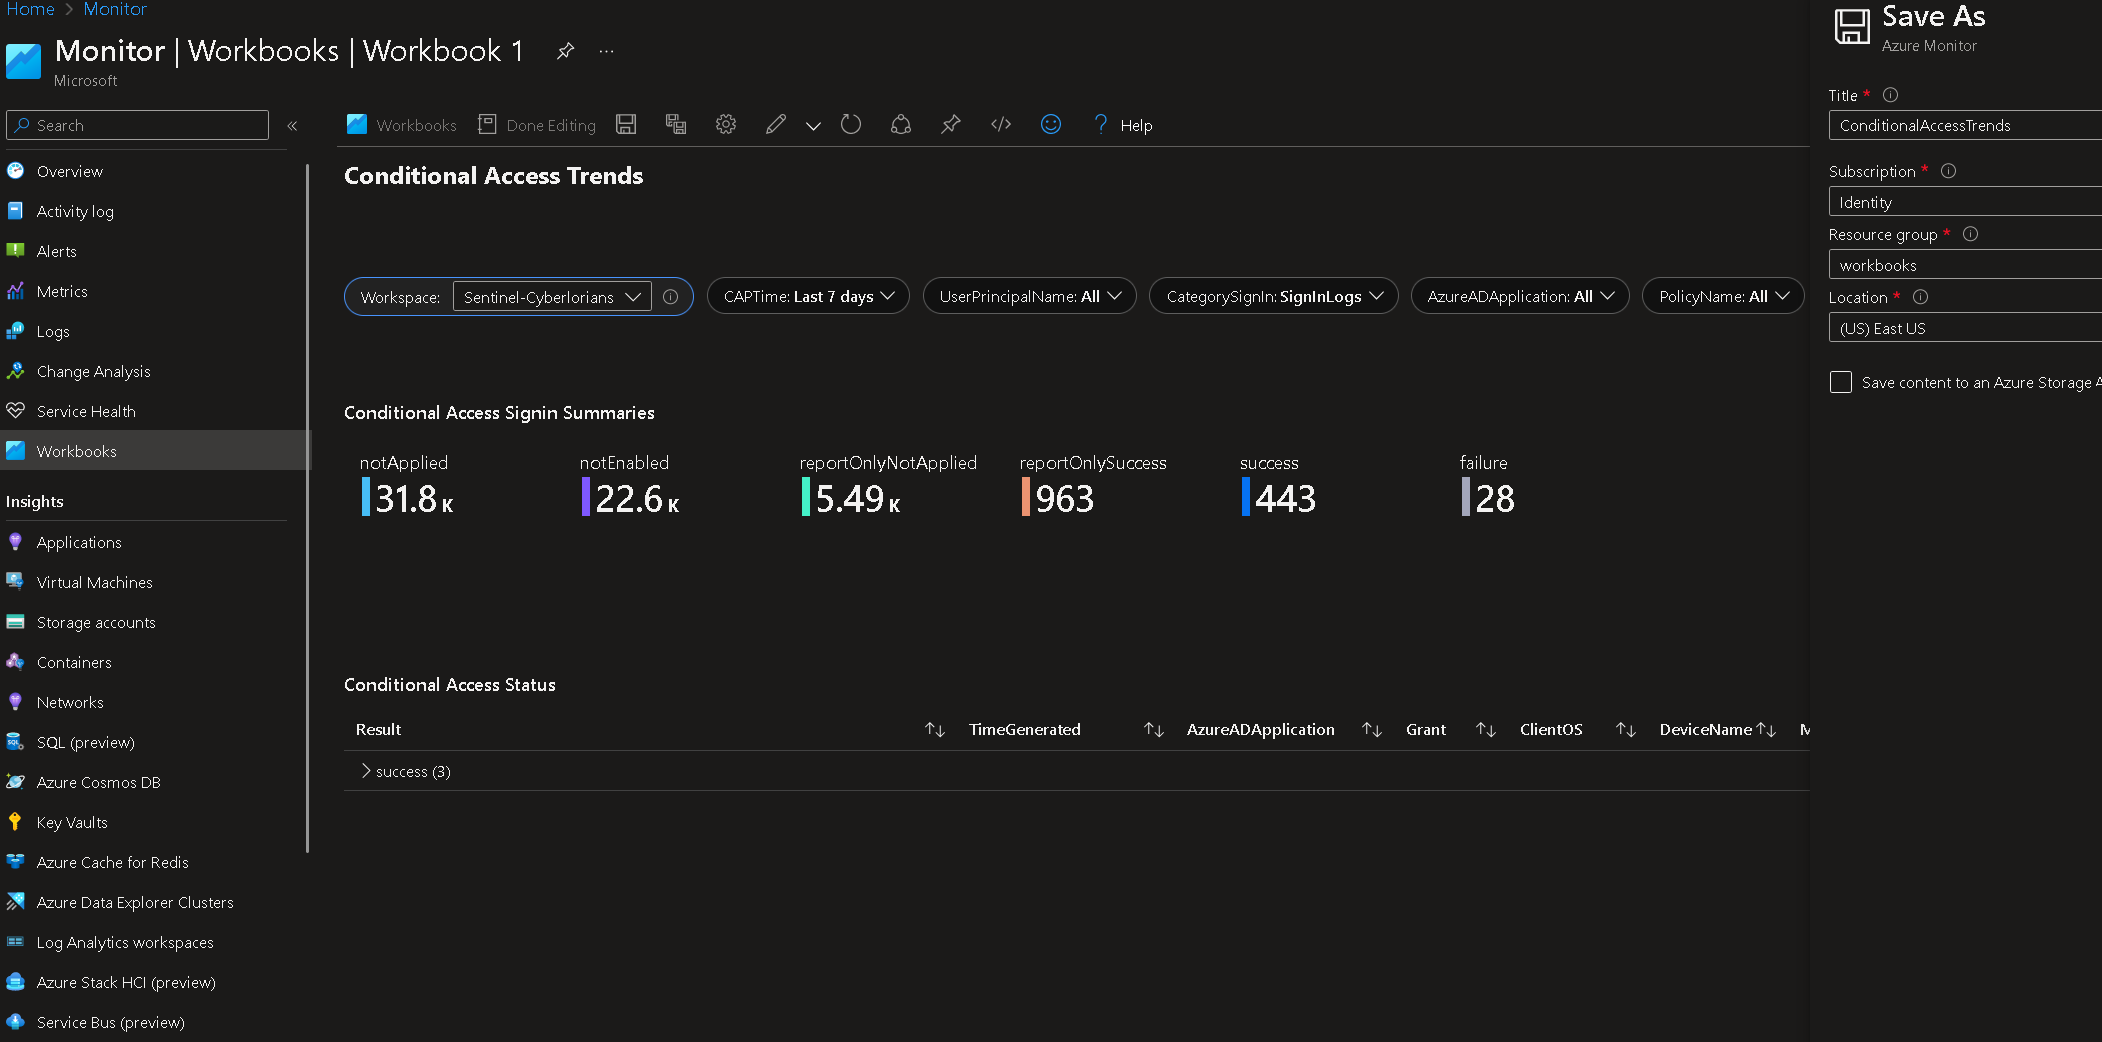 Home > Monitor
Monitor | Workbooks | Workbook 1 ...
Microsoft
Search «
Overview
Activity log
Alerts
Metrics
Logs
Change Analysis
Service Health
Workbooks
Insights
Applications
Virtual Machines
Storage accounts
Containers
Networks
SQL (preview)
Azure Cosmos DB
Key Vaults
Azure Cache for Redis
Azure Data Explorer Clusters
Log Analytics workspaces
Azure Stack HCI (preview)
Service Bus (preview)
Workbooks Done Editing </> ? Help
Conditional Access Trends
Workspace: Sentinel-Cyberlorians CAPTime: Last 7 days UserPrincipalName: All CategorySignIn: SignInLogs AzureADApplication: All PolicyName: All
Conditional Access Signin Summaries
notApplied notEnabled reportOnlyNotApplied reportOnlySuccess success failure
31.8 K 22.6 K 5.49 K 963 443 28
Conditional Access Status
Result TimeGenerated AzureADApplication Grant ClientOS DeviceName
success (3)
Save As
Azure Monitor
Title *
ConditionalAccessTrends
Subscription *
Identity
Resource group *
workbooks
Location *
(US) East US
Save content to an Azure Storage